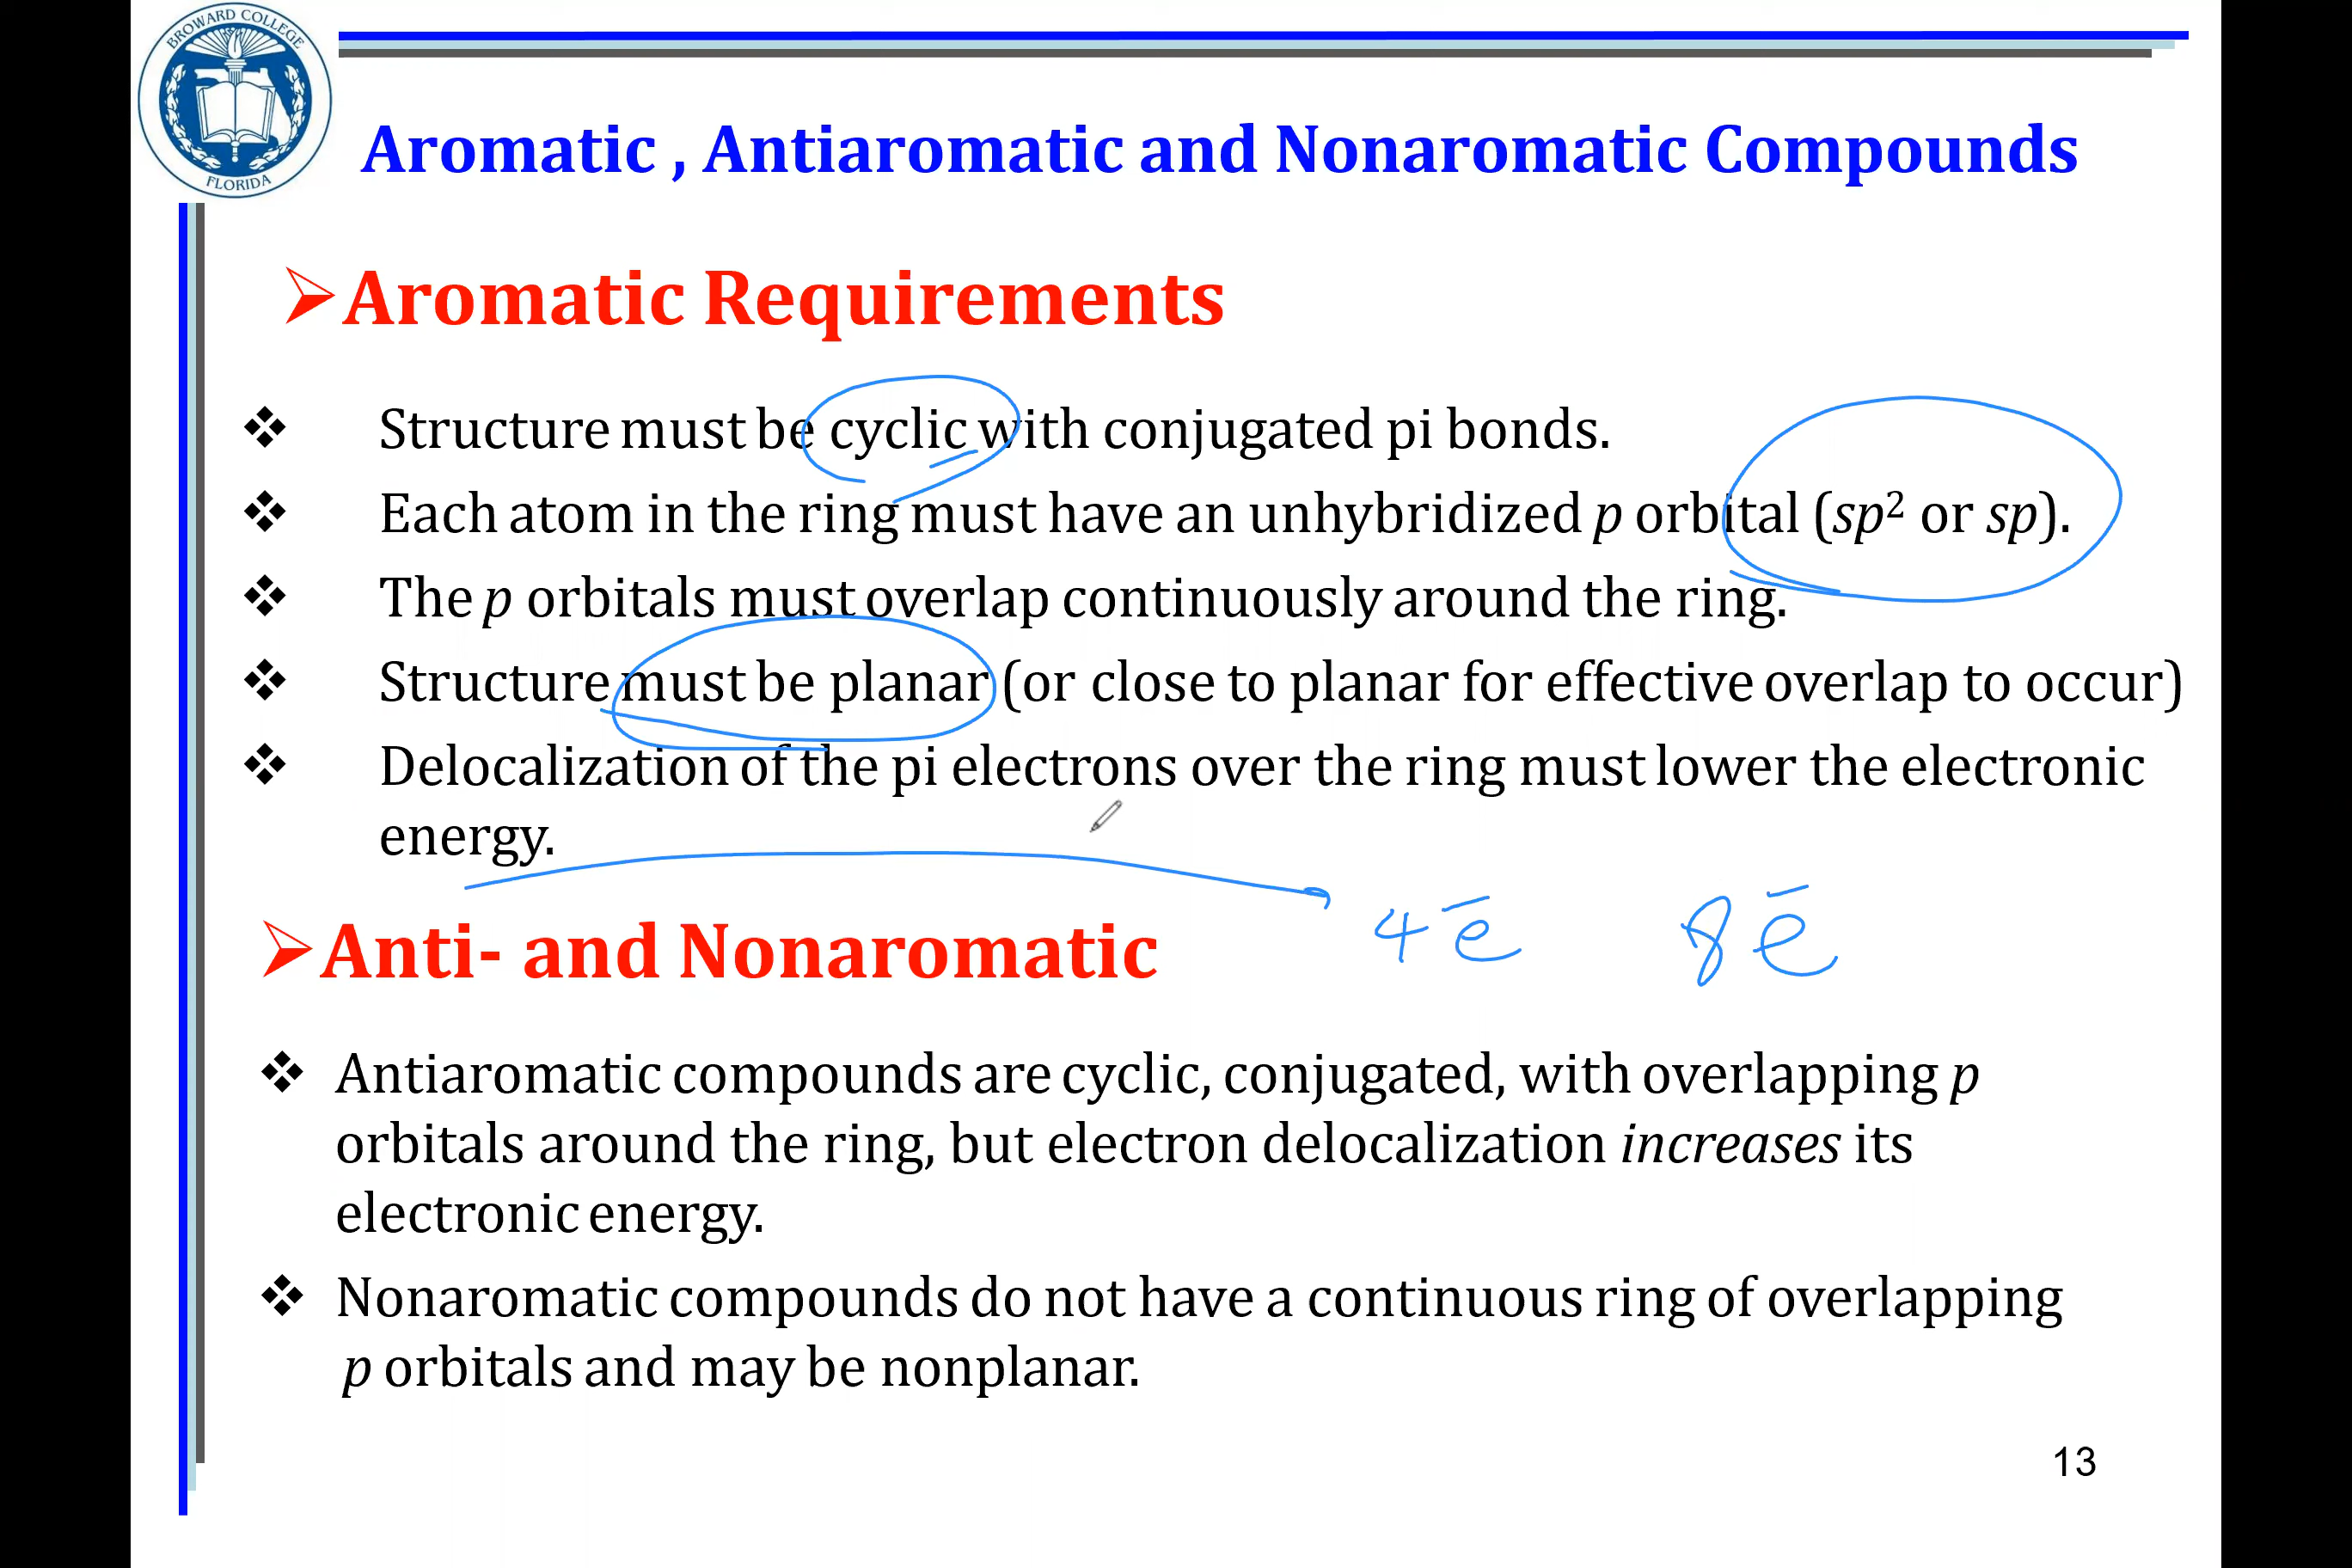 BROWARD COLLEGE
FLORIDA
Aromatic , Antiaromatic and Nonaromatic Compounds
Aromatic Requirements
Structure must be cyclic with conjugated pi bonds.
Each atom in the ring must have an unhybridized p orbital (sp² or sp).
The p orbitals must overlap continuously around the ring.
Structure must be planar (or close to planar for effective overlap to occur)
Delocalization of the pi electrons over the ring must lower the electronic
energy.
4 e̅ 8 e̅
Anti- and Nonaromatic
Antiaromatic compounds are cyclic, conjugated, with overlapping p
orbitals around the ring, but electron delocalization increases its
electronic energy.
Nonaromatic compounds do not have a continuous ring of overlapping
p orbitals and may be nonplanar.
13